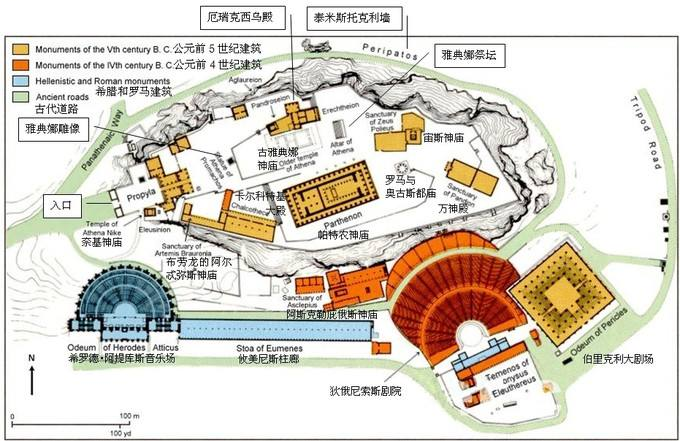 厄瑞克西乌殿
泰米斯托克利墙
雅典娜祭坛
Peripatos
Monuments of the Vth century B. C.公元前 5 世纪建筑
Monuments of the IVth century B. C.公元前 4 世纪建筑
Hellenistic and Roman monuments
希腊和罗马建筑
Ancient roads
古代道路
雅典娜雕像
入口
Panathenaic Way
Tripod Road
Aglaureion
Pandroseion
Erechtheion
Sanctuary
of Zeus
Polieus
宙斯神庙
Altar of
Athena
Statue of
Athena
Promachos
古雅典娜
神庙
Older temple
of Athena
Propyla
罗马与
奥古斯都庙
Sanctuary
of Pandion
万神殿
卡尔科特基
大殿
Chalcotheca
Parthenon
帕特农神庙
Temple of
Athena Nike
奈基神庙
Eleusinion
Sanctuary of
Artemis Brauronia
布劳龙的阿尔
忒弥斯神庙
Sanctuary of
Asclepius
阿斯克勒庇俄斯神庙
Odeum of Herodes Atticus
希罗德·阿提库斯音乐场
Stoa of Eumenes
攸美尼斯柱廊
狄俄尼索斯剧院
Temenos of
onysus
Eleuthereus
Odeum of Pericles
伯里克利大剧场
N
0
100 m
100 yd